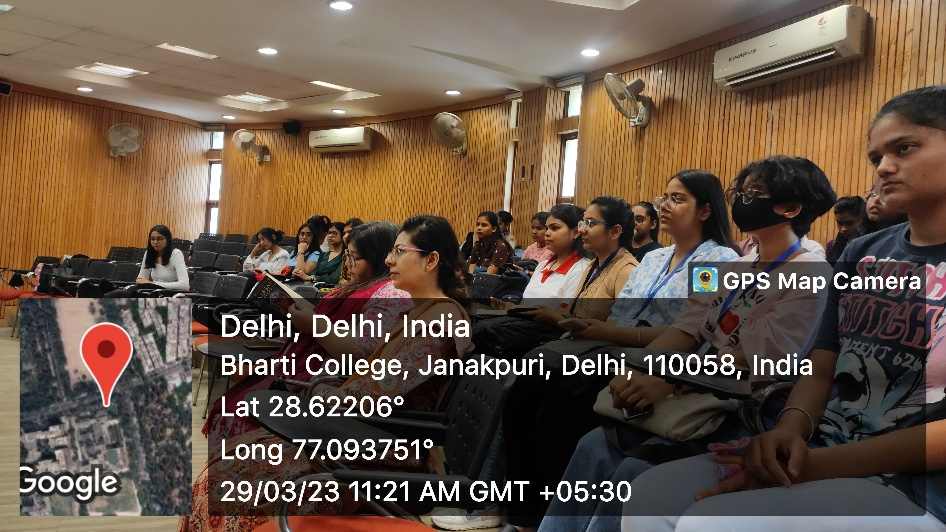 GPS Map Camera
Delhi, Delhi, India
Bharti College, Janakpuri, Delhi, 110058, India
Lat 28.62206°
Long 77.093751°
29/03/23 11:21 AM GMT +05:30
Google